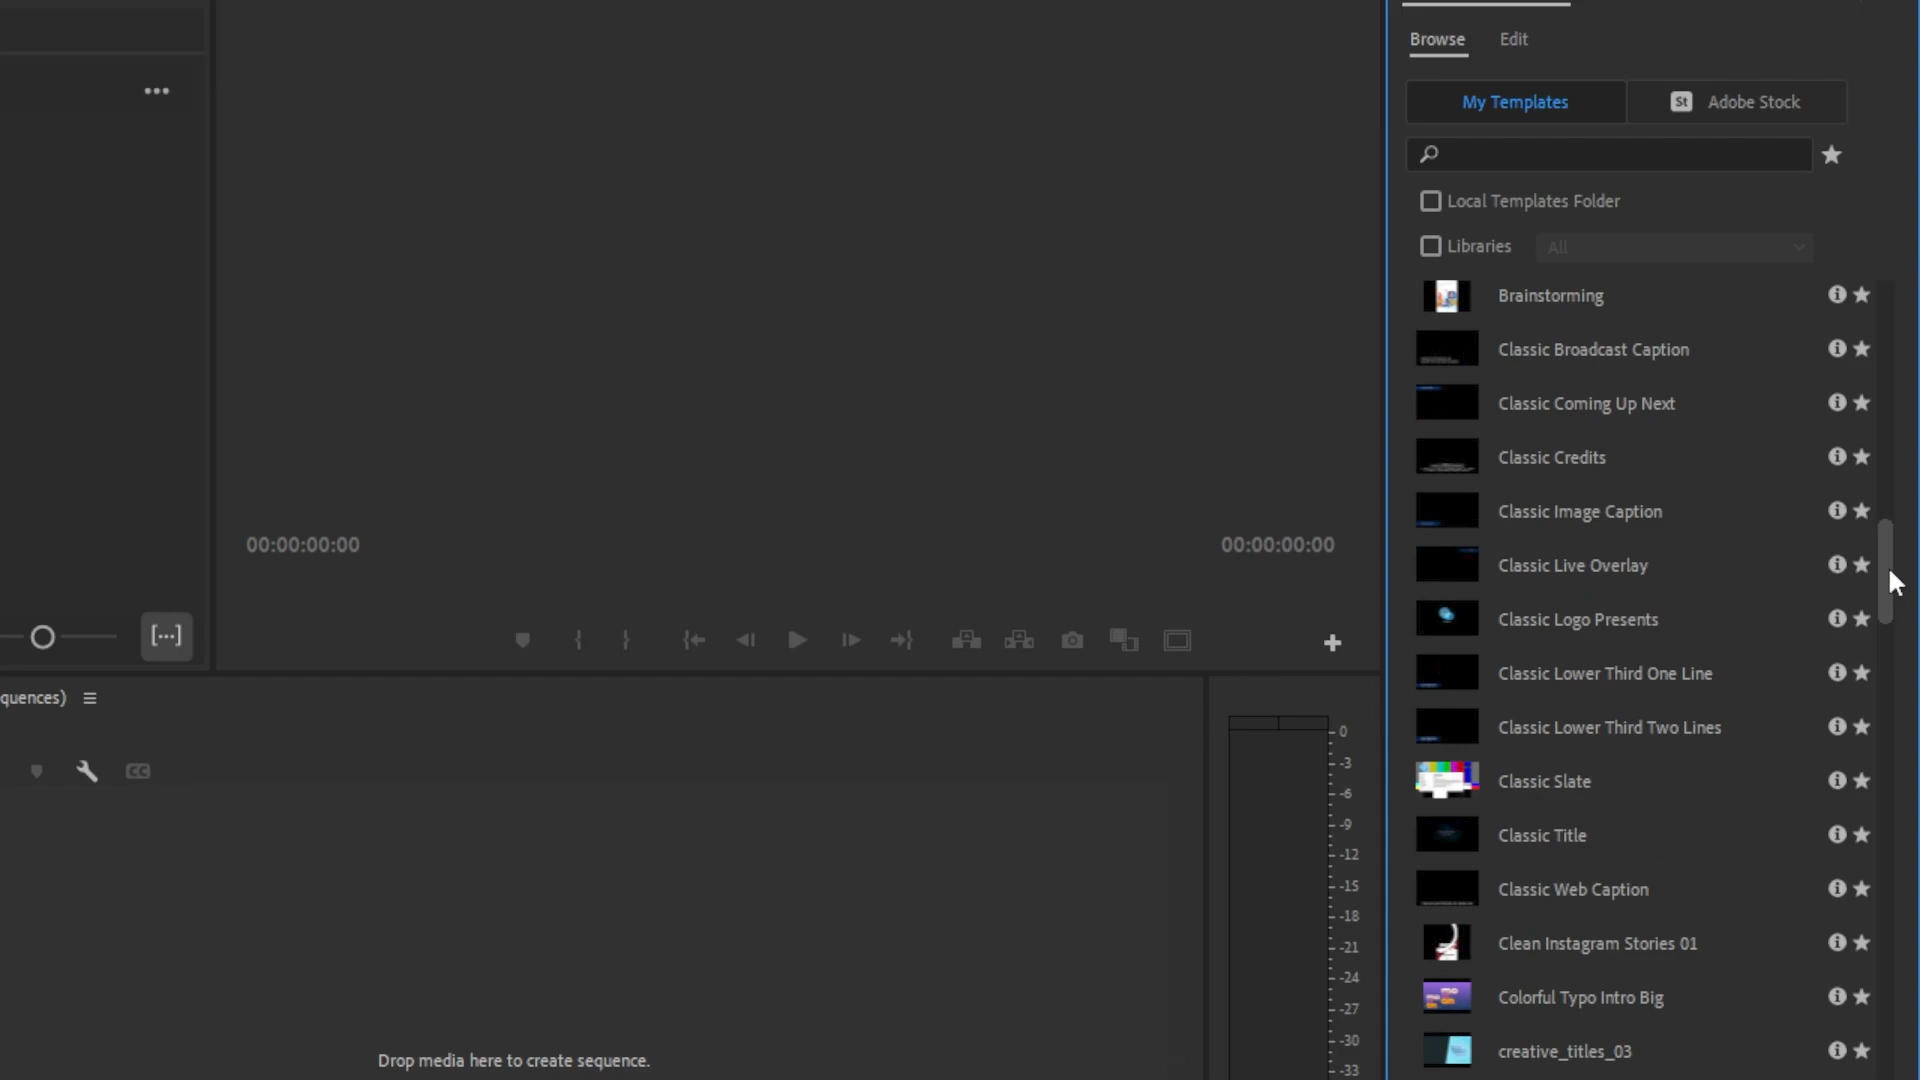 Browse Edit
My Templates St Adobe Stock
Local Templates Folder
Libraries All
Brainstorming
Classic Broadcast Caption
Classic Coming Up Next
Classic Credits
Classic Image Caption
Classic Live Overlay
Classic Logo Presents
Classic Lower Third One Line
Classic Lower Third Two Lines
Classic Slate
Classic Title
Classic Web Caption
Clean Instagram Stories 01
Colorful Typo Intro Big
creative_titles_03
00:00:00:00 00:00:00:00
quences)
CC
Drop media here to create sequence.
0
-3
-6
-9
-12
-15
-18
-21
-24
-27
-30
-33